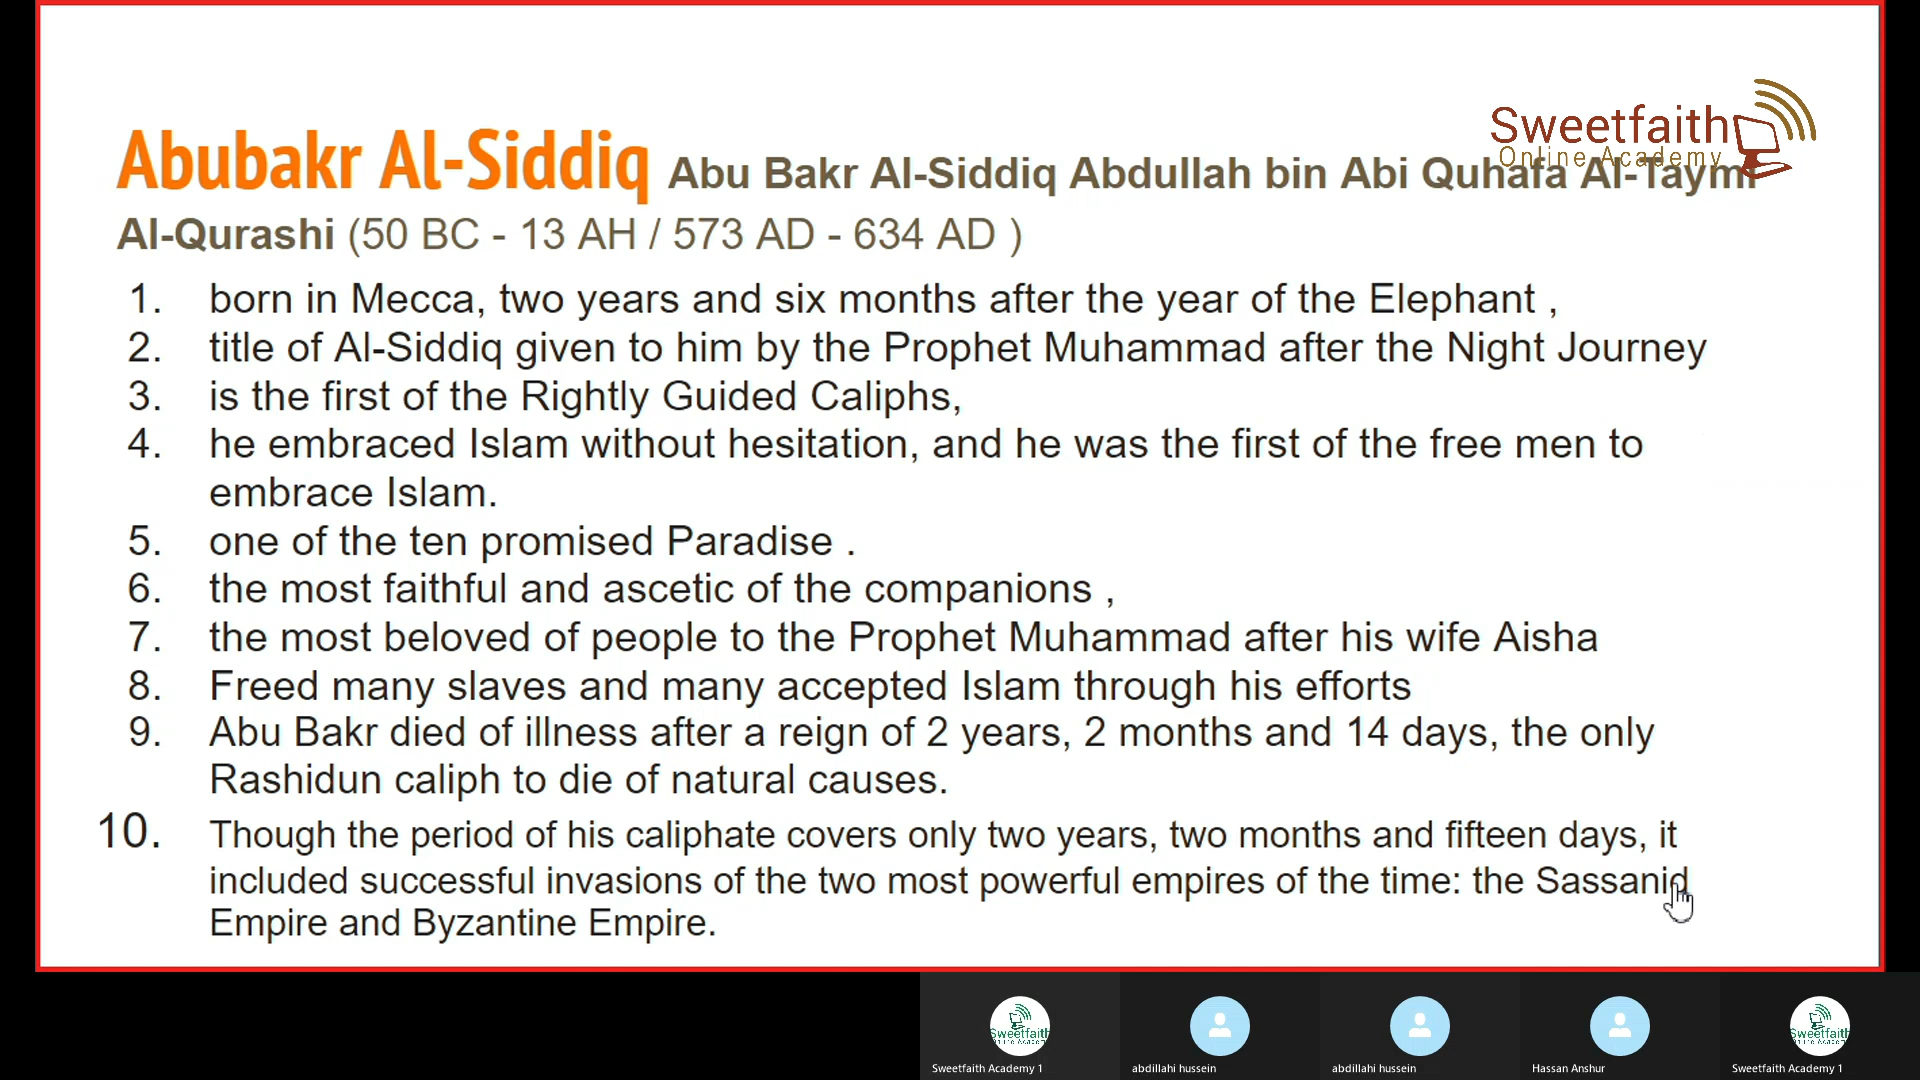 Sweetfaith
Online Academy
Abubakr Al-Siddiq Abu Bakr Al-Siddiq Abdullah bin Abi Quhafa Al-Taymi
Al-Qurashi (50 BC - 13 AH / 573 AD - 634 AD )
1. born in Mecca, two years and six months after the year of the Elephant ,
2. title of Al-Siddiq given to him by the Prophet Muhammad after the Night Journey
3. is the first of the Rightly Guided Caliphs,
4. he embraced Islam without hesitation, and he was the first of the free men to
embrace Islam.
5. one of the ten promised Paradise .
6. the most faithful and ascetic of the companions ,
7. the most beloved of people to the Prophet Muhammad after his wife Aisha
8. Freed many slaves and many accepted Islam through his efforts
9. Abu Bakr died of illness after a reign of 2 years, 2 months and 14 days, the only
Rashidun caliph to die of natural causes.
10. Though the period of his caliphate covers only two years, two months and fifteen days, it
included successful invasions of the two most powerful empires of the time: the Sassanid
Empire and Byzantine Empire.
Sweetfaith
Sweetfaith
Sweetfaith Academy 1
abdillahi hussein
abdillahi hussein
Hassan Anshur
Sweetfaith Academy 1